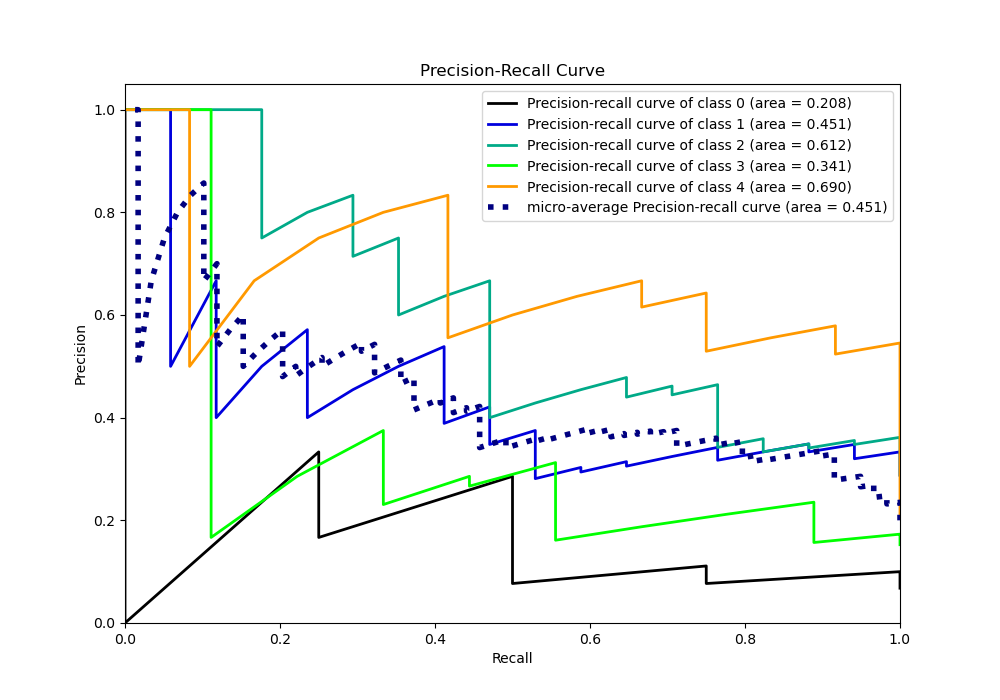 Precision-Recall Curve
Precision-recall curve of class 0 (area = 0.208)
Precision-recall curve of class 1 (area = 0.451)
Precision-recall curve of class 2 (area = 0.612)
Precision-recall curve of class 3 (area = 0.341)
Precision-recall curve of class 4 (area = 0.690)
micro-average Precision-recall curve (area = 0.451)
Precision
1.0
0.8
0.6
0.4
0.2
0.0
0.0 0.2 0.4 0.6 0.8 1.0
Recall